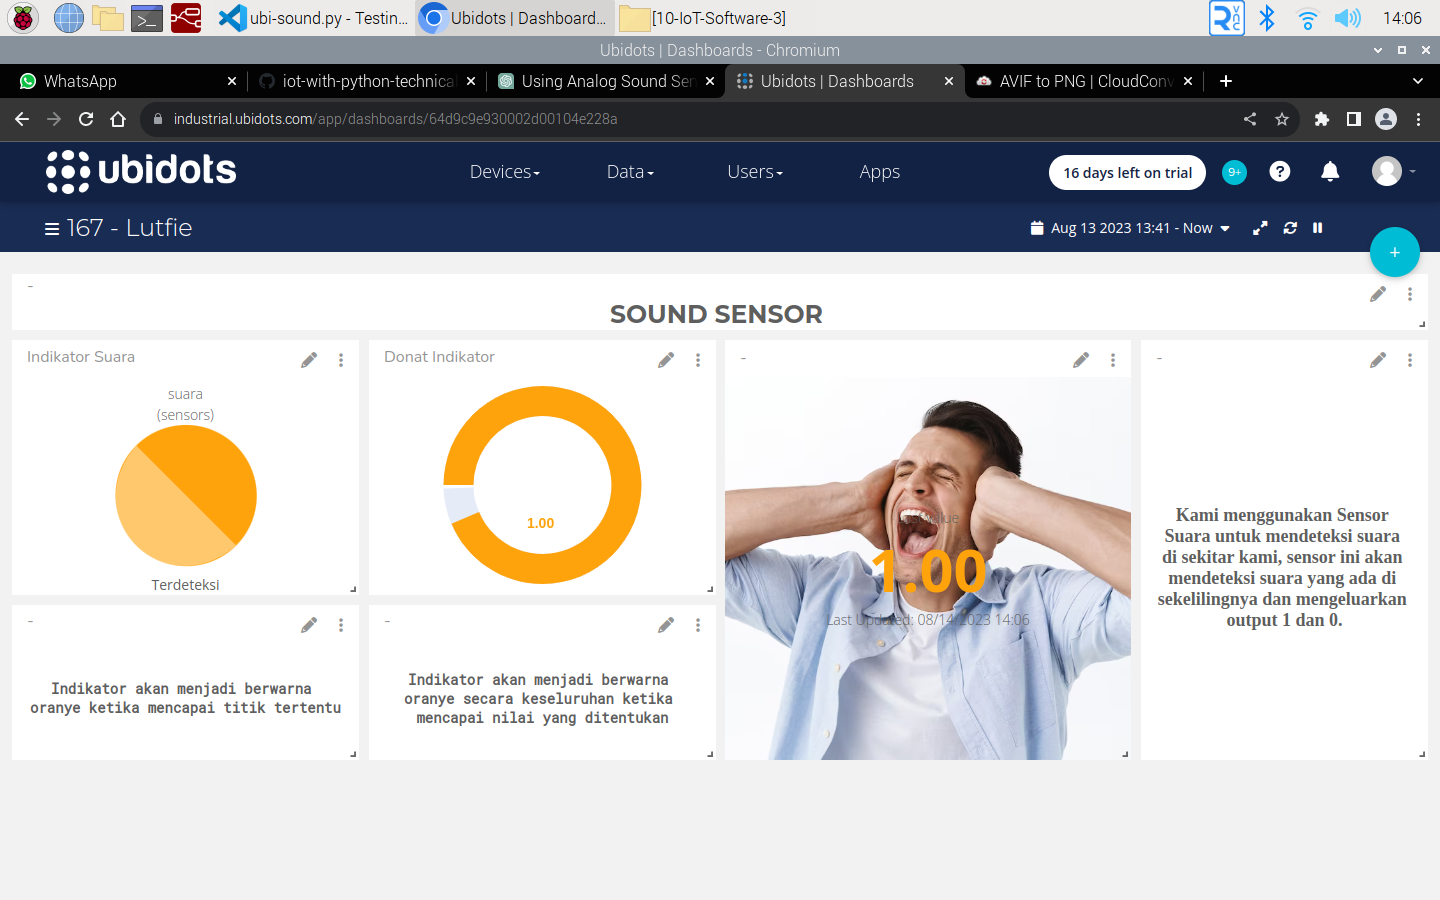 ubi-sound.py - Testin...
Ubidots | Dashboard...
[10-IoT-Software-3]
14:06
Ubidots | Dashboards - Chromium
WhatsApp
iot-with-python-technical
Using Analog Sound Sen
Ubidots | Dashboards
AVIF to PNG | CloudConv
industrial.ubidots.com/app/dashboards/64d9c9e930002d00104e228a
ubidots
Devices
Data
Users
Apps
16 days left on trial
9+
167 - Lutfie
Aug 13 2023 13:41 - Now
-
SOUND SENSOR
Indikator Suara
suara
(sensors)
Terdeteksi
Donat Indikator
1.00
-
Last value
1.00
Last Updated: 08/14/2023 14:06
-
Kami menggunakan Sensor
Suara untuk mendeteksi suara
di sekitar kami, sensor ini akan
mendeteksi suara yang ada di
sekelilingnya dan mengeluarkan
output 1 dan 0.
-
Indikator akan menjadi berwarna
oranye ketika mencapai titik tertentu
-
Indikator akan menjadi berwarna
oranye secara keseluruhan ketika
mencapai nilai yang ditentukan